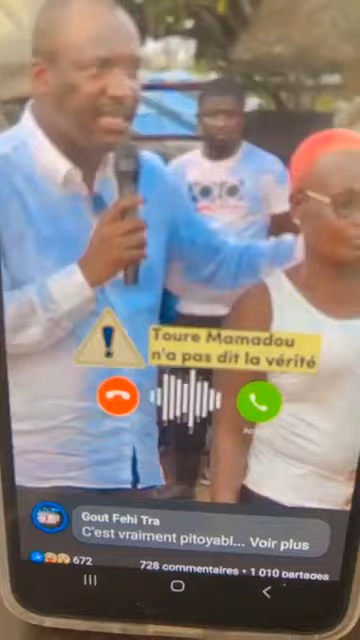 Toure Mamadou
n'a pas dit la vérité
Gout Fehi Tra
C'est vraiment pitoyabl... Voir plus
672
728 commentaires • 1 010 partages